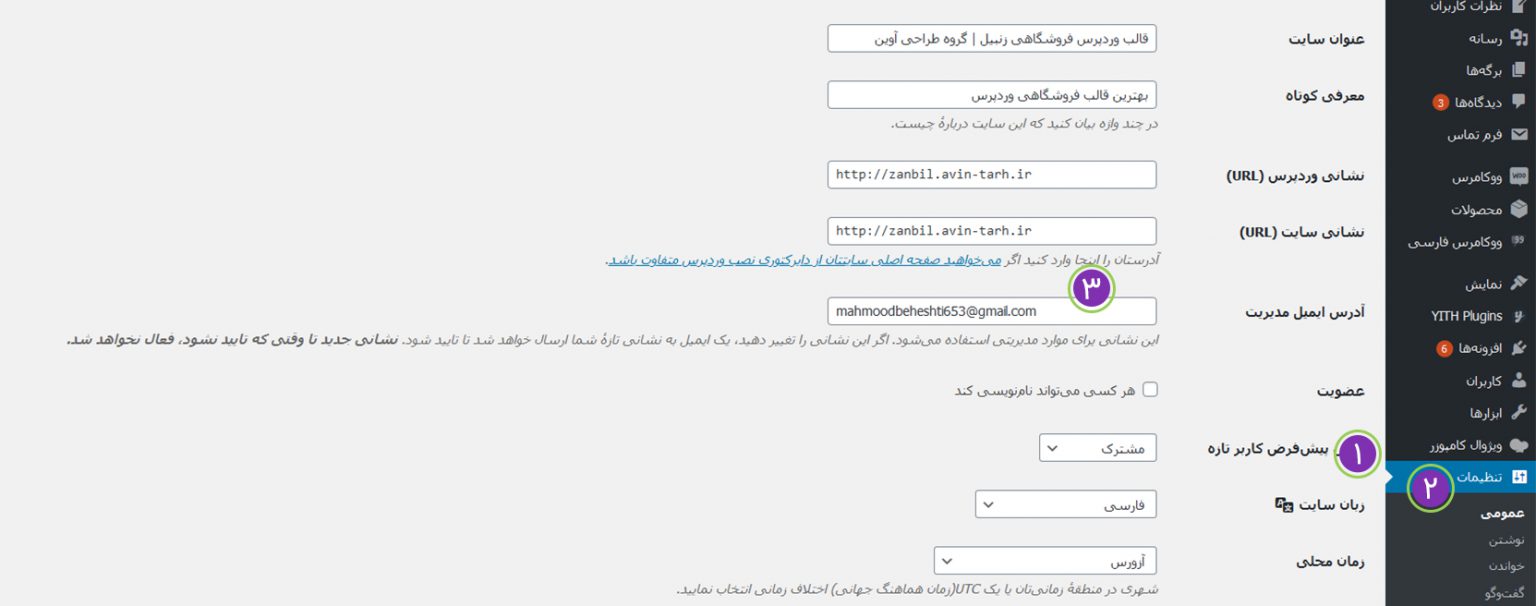 نظرات کاربران
رسانه
برگه‌ها
دیدگاه‌ها 3
فرم تماس
ووکامرس
محصولات
ووکامرس فارسی
نمایش
YITH Plugins
افزونه‌ها 6
کاربران
ابزارها
ویژوال کامپوزر
تنظیمات
۲
عمومی
نوشتن
خواندن
گفت‌وگو
عنوان سایت
قالب وردپرس فروشگاهی زنبیل | گروه طراحی آوین
معرفی کوتاه
بهترین قالب فروشگاهی وردپرس
در چند واژه بیان کنید که این سایت دربارهٔ چیست.
نشانی وردپرس (URL)
http://zanbil.avin-tarh.ir
نشانی سایت (URL)
http://zanbil.avin-tarh.ir
آدرستان را اینجا وارد کنید اگر می‌خواهید صفحه اصلی سایتتان از دایرکتوری نصب وردپرس متفاوت باشد.
۳
آدرس ایمیل مدیریت
mahmoodbeheshti653@gmail.com
این نشانی برای موارد مدیریتی استفاده می‌شود. اگر این نشانی را تغییر دهید، یک ایمیل به نشانی تازهٔ شما ارسال خواهد شد تا تایید شود. نشانی جدید تا وقتی که تایید نشود، فعال نخواهد شد.
عضویت
هر کسی می‌تواند نام‌نویسی کند
۱
پیش‌فرض کاربر تازه
مشترک
زبان سایت
فارسی
زمان محلی
آزورس
شهری در منطقهٔ زمانی‌تان یا یک UTC(زمان هماهنگ جهانی) اختلاف زمانی انتخاب نمایید.